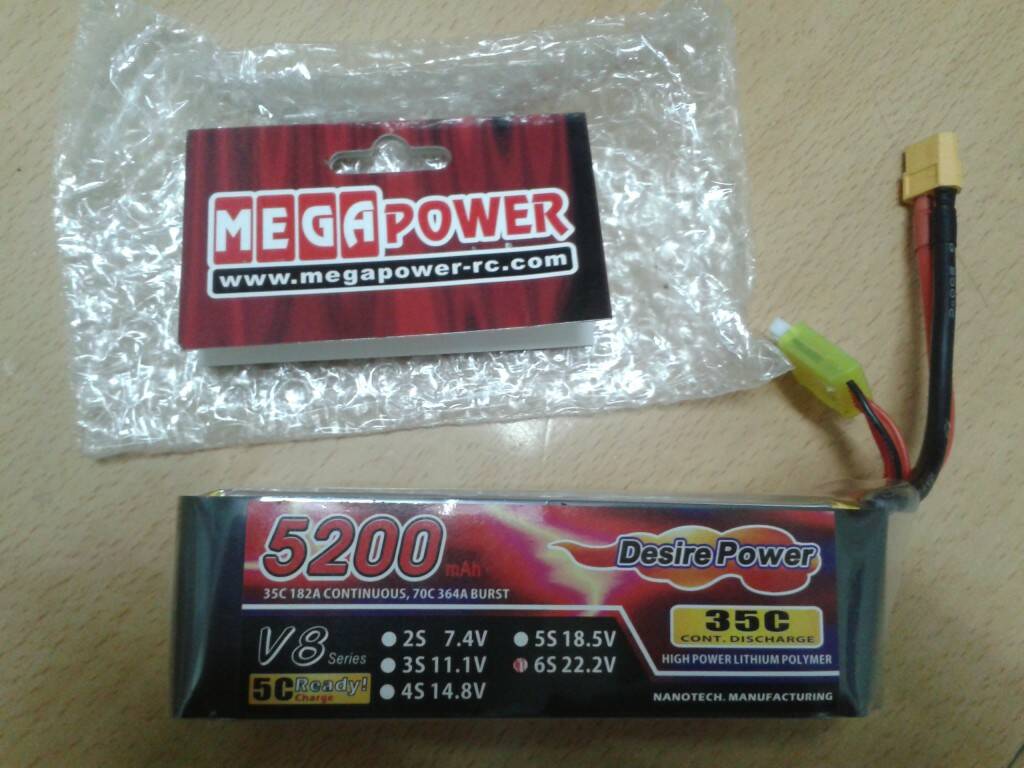 MEGAPOWER
www.megapower-rc.com
5200 mAh
35C 182A CONTINUOUS, 70C 364A BURST
Desire Power
35C
CONT. DISCHARGE
HIGH POWER LITHIUM POLYMER
NANOTECH. MANUFACTURING
V8 Series
5C Ready!
Charge
2S 7.4V
3S 11.1V
4S 14.8V
5S 18.5V
6S 22.2V